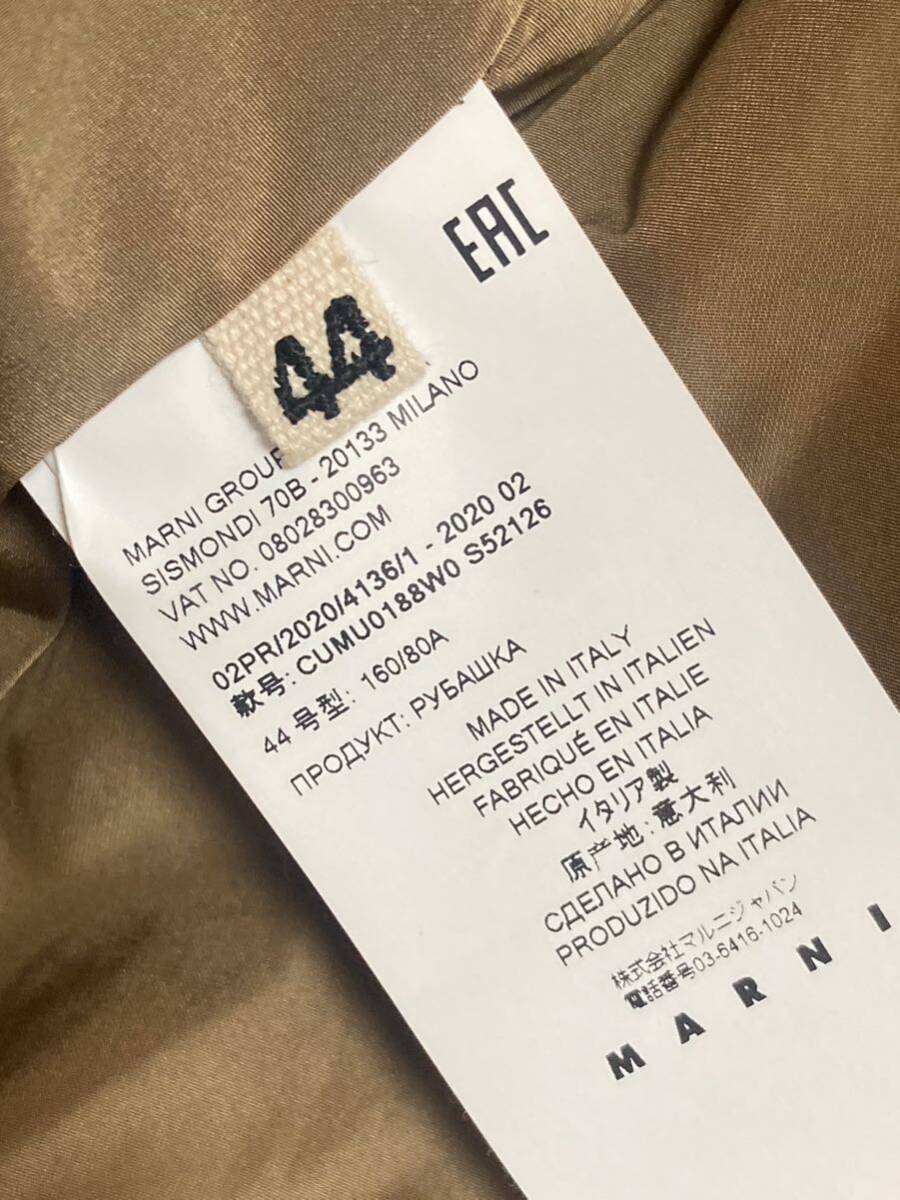 EAC
44
MARNI GROUP
SISMONDI 70B - 20133 MILANO
VAT NO. 08028300963
WWW.MARNI.COM
02PR/2020/4136/1 - 2020 02
款号: CUMU0188W0 S52126
44 号型: 160/80A
ПРОДУКТ: РУБАШКА
MADE IN ITALY
HERGESTELLT IN ITALIEN
FABRIQUÉ EN ITALIE
HECHO EN ITALIA
イタリア製
原产地: 意大利
СДЕЛАНО В ИТАЛИИ
PRODUZIDO NA ITALIA
株式会社マルニジャパン
電話番号03-6416-1024
MARNI